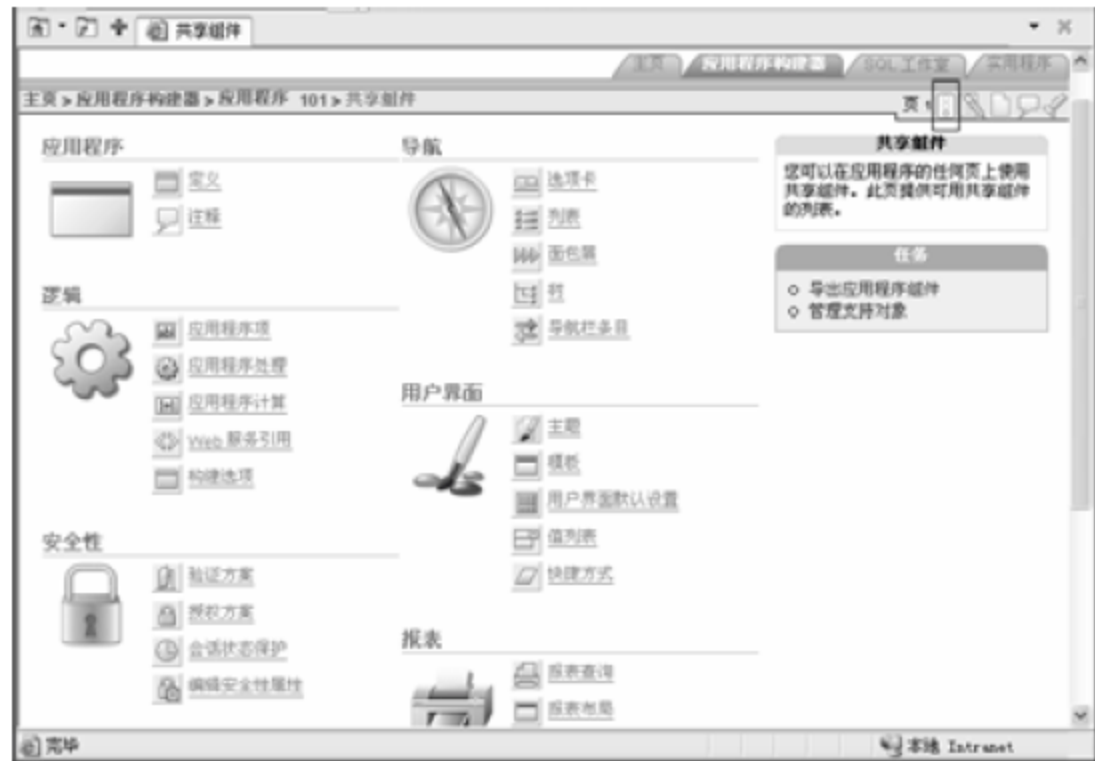 共享组件
主页 应用程序构建器 SQL 工作室 实用程序
主页 > 应用程序构建器 > 应用程序 101 > 共享组件
页 1
应用程序
定义
注释
逻辑
应用程序项
应用程序处理
应用程序计算
Web 服务引用
构建选项
安全性
验证方案
授权方案
会话状态保护
编辑安全性属性
导航
选项卡
列表
面包屑
树
导航栏条目
用户界面
主题
模板
用户界面默认设置
值列表
快捷方式
报表
报表查询
报表布局
共享组件
您可以在应用程序的任何页上使用
共享组件。此页提供可用共享组件
的列表。
任务
导出应用程序组件
管理支持对象
完毕
本地 Intranet